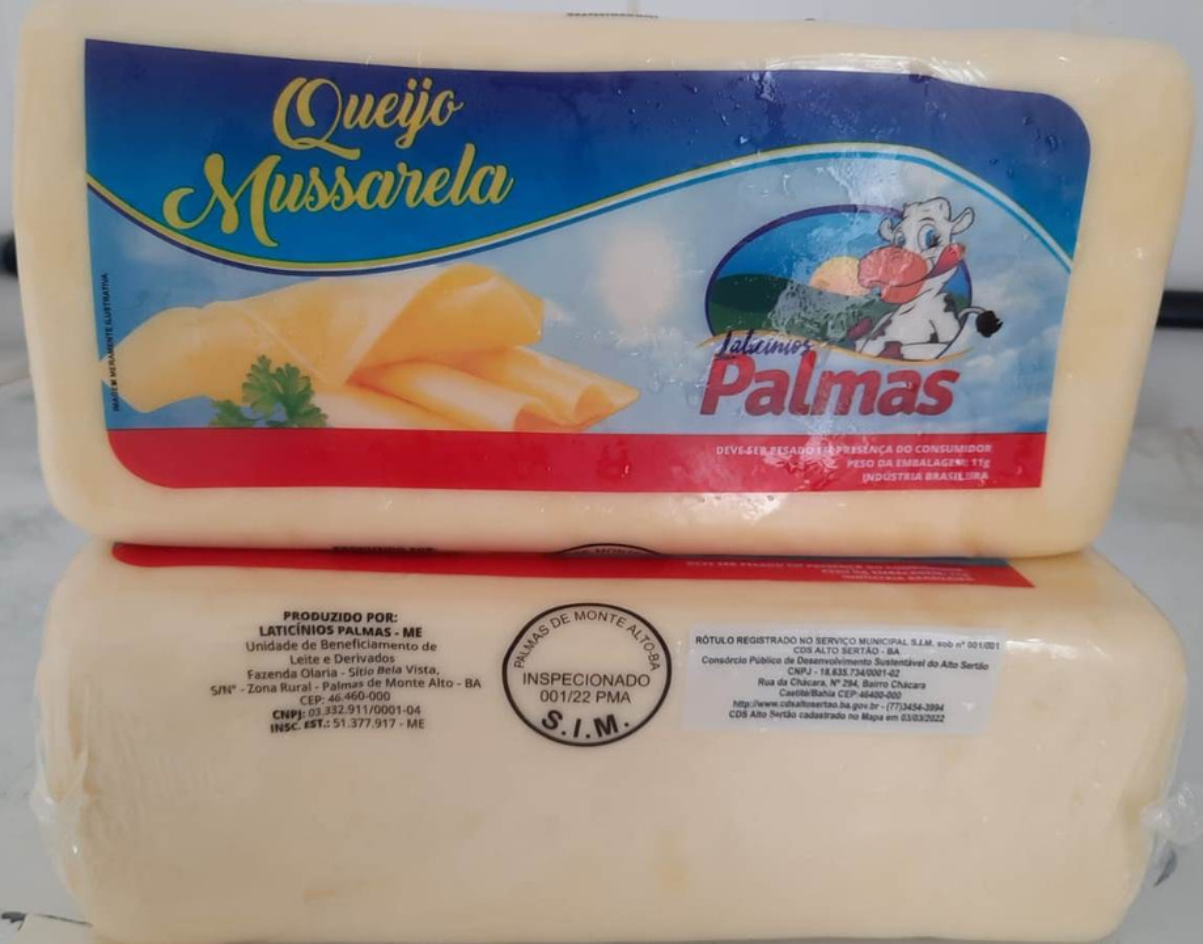 Queijo
Mussarela
IMAGEM MERAMENTE ILUSTRATIVA
Laticínios
Palmas
DEVE SER PESADO EM PRESENÇA DO CONSUMIDOR
PESO DA EMBALAGEM: 11g
INDÚSTRIA BRASILEIRA
PRODUZIDO POR:
LATICÍNIOS PALMAS - ME
Unidade de Beneficiamento de
Leite e Derivados
Fazenda Olaria - Sítio Bela Vista,
S/Nº - Zona Rural - Palmas de Monte Alto - BA
CEP: 46.460-000
CNPJ: 03.332.911/0001-04
INSC. EST.: 51.377.917 - ME
PALMAS DE MONTE ALTO-BA
INSPECIONADO
001/22 PMA
S.I.M.
RÓTULO REGISTRADO NO SERVIÇO MUNICIPAL S.I.M. sob nº 001/001
CDS ALTO SERTÃO - BA
Consórcio Público de Desenvolvimento Sustentável do Alto Sertão
CNPJ - 18.635.734/0001-02
Rua da Chácara, Nº 294, Bairro Chácara
Caetité/Bahia CEP:46400-000
http://www.cdsaltosertao.ba.gov.br - (77)3454-3994
CDS Alto Sertão cadastrado no Mapa em 03/03/2022